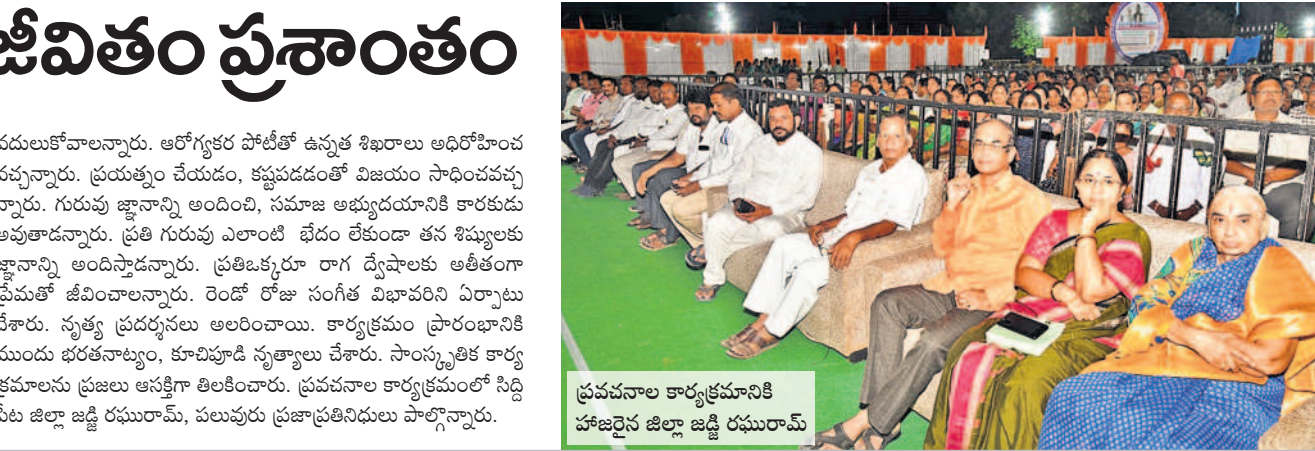 జీవితం ప్రశాంతం
వదులుకోవాలన్నారు. ఆరోగ్యకర పోటీతో ఉన్నత శిఖరాలు అధిరోహించ
వచ్చన్నారు. ప్రయత్నం చేయడం, కష్టపడడంతో విజయం సాధించవచ్చ
న్నారు. గురువు జ్ఞానాన్ని అందించి, సమాజ అభ్యుదయానికి కారకుడు
అవుతాడన్నారు. ప్రతి గురువు ఎలాంటి భేదం లేకుండా తన శిష్యులకు
జ్ఞానాన్ని అందిస్తాడన్నారు. ప్రతిఒక్కరూ రాగ ద్వేషాలకు అతీతంగా
ప్రేమతో జీవించాలన్నారు. రెండో రోజు సంగీత విభావరిని ఏర్పాటు
చేశారు. నృత్య ప్రదర్శనలు అలరించాయి. కార్యక్రమం ప్రారంభానికి
ముందు భరతనాట్యం, కూచిపూడి నృత్యాలు చేశారు. సాంస్కృతిక కార్య
క్రమాలను ప్రజలు ఆసక్తిగా తిలకించారు. ప్రవచనాల కార్యక్రమంలో సిద్ది
పేట జిల్లా జడ్జి రఘురామ్, పలువురు ప్రజాప్రతినిధులు పాల్గొన్నారు.
ప్రవచనాల కార్యక్రమానికి
హాజరైన జిల్లా జడ్జి రఘురామ్